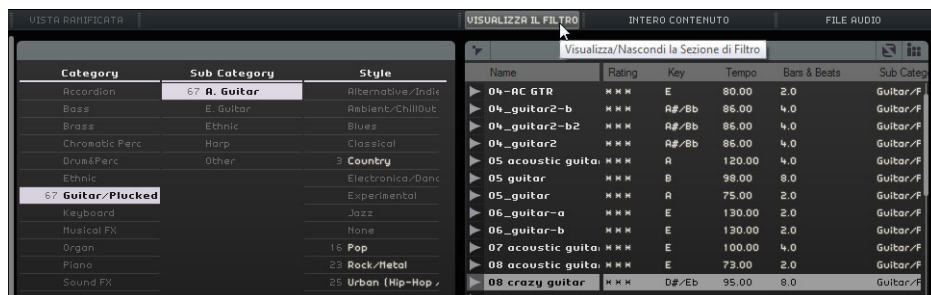 VISTA RAMIFICATA VISUALIZZA IL FILTRO INTERO CONTENUTO FILE AUDIO
Visualizza/Nascondi la Sezione di Filtro
Category Sub Category Style Name Rating Key Tempo Bars & Beats Sub Categ
Accordion 67 A. Guitar Alternative/Indie 04-AC GTR E 80.00 2.0 Guitar/P
Bass E. Guitar Ambient/ChillOut 04_guitar2-b A#/Bb 86.00 4.0 Guitar/P
Brass Ethnic Blues 04_guitar2-b2 A#/Bb 86.00 4.0 Guitar/P
Chromatic Perc Harp Classical 04_guitar2 A#/Bb 86.00 4.0 Guitar/P
Drum&Perc Other 3 Country 05 acoustic guita A 120.00 4.0 Guitar/P
Ethnic Electronica/Danc 05 guitar B 98.00 8.0 Guitar/P
67 Guitar/Plucked Experimental 05_guitar A 75.00 2.0 Guitar/P
Keyboard Jazz 06_guitar-a E 130.00 2.0 Guitar/P
Musical FX None 06_guitar-b E 130.00 2.0 Guitar/P
Organ 16 Pop 07 acoustic guita E 100.00 4.0 Guitar/P
Piano 23 Rock/Metal 08 acoustic guita E 73.00 2.0 Guitar/P
Sound FX 25 Urban (Hip-Hop / 08 crazy guitar D#/Eb 95.00 8.0 Guitar/P